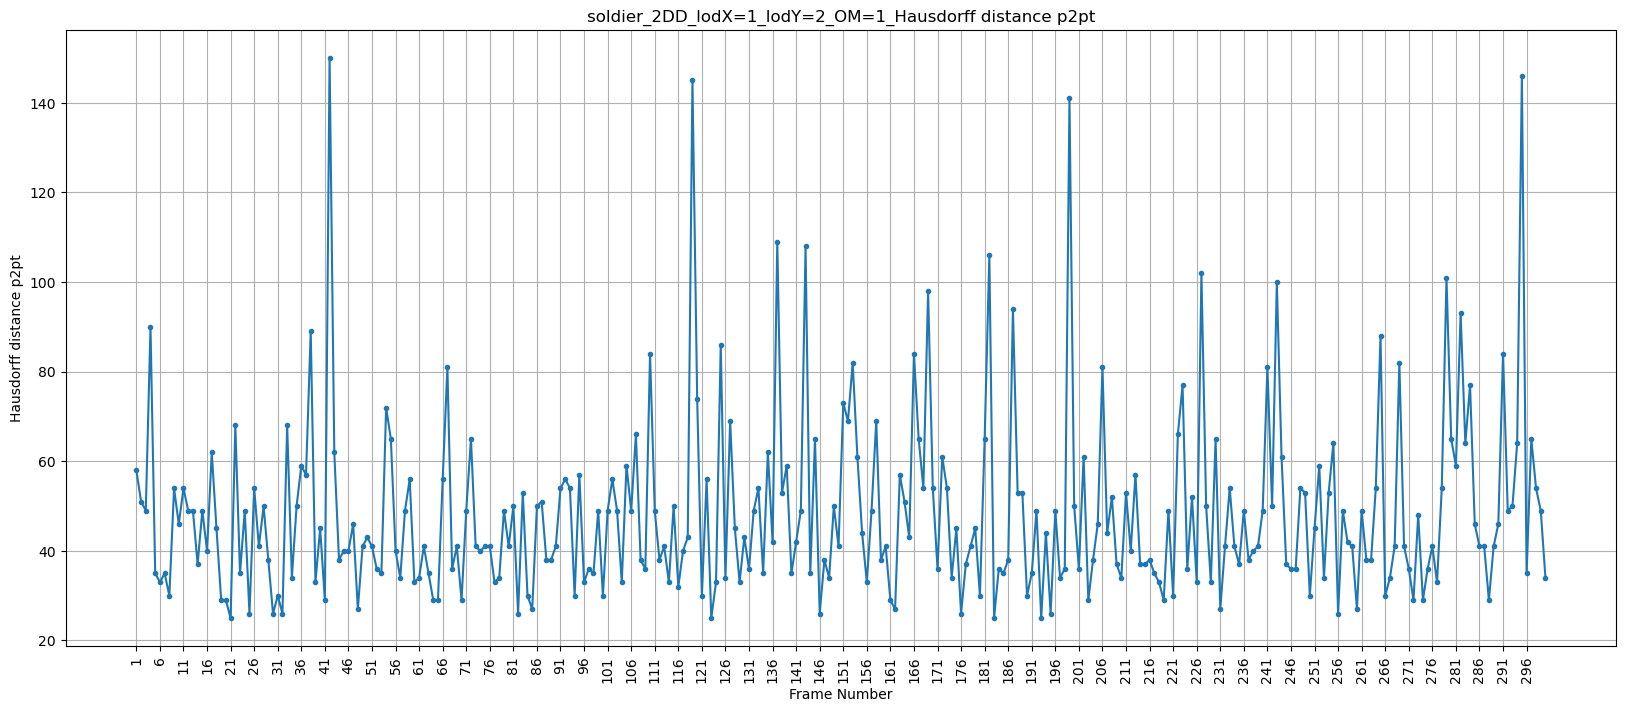 soldier_2DD_lodX=1_lodY=2_OM=1_Hausdorff distance p2pt
Hausdorff distance p2pt
140
120
100
80
60
40
20
1 6 11 16 21 26 31 36 41 46 51 56 61 66 71 76 81 86 91 96 101 106 111 116 121 126 131 136 141 146 151 156 161 166 171 176 181 186 191 196 201 206 211 216 221 226 231 236 241 246 251 256 261 266 271 276 281 286 291 296
Frame Number